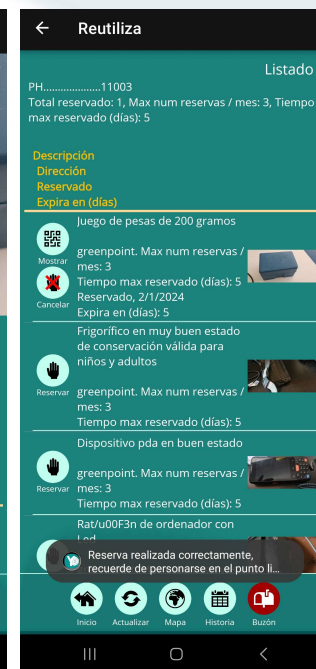 Reutiliza
Listado
PH....................11003
Total reservado: 1, Max num reservas / mes: 3, Tiempo
max reservado (días): 5
Descripción
Dirección
Reservado
Expira en (días)
Juego de pesas de 200 gramos
Mostrar
Cancelar
greenpoint. Max num reservas /
mes: 3
Tiempo max reservado (días): 5
Reservado, 2/1/2024
Expira en (días): 5
Frigorífico en muy buen estado
de conservación válida para
niños y adultos
Reservar
greenpoint. Max num reservas /
mes: 3
Tiempo max reservado (días): 5
Dispositivo pda en buen estado
Reservar
greenpoint. Max num reservas /
mes: 3
Tiempo max reservado (días): 5
Rat/u00F3n de ordenador con
Led
Reserva realizada correctamente,
recuerde de personarse en el punto li...
Inicio
Actualizar
Mapa
Historia
Buzón